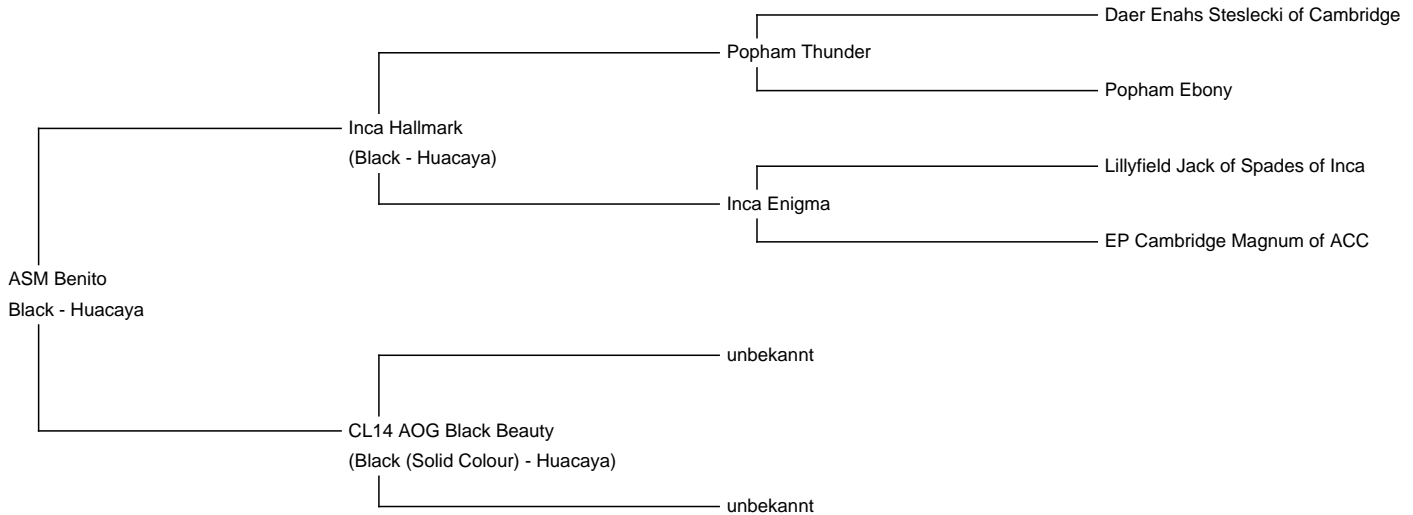 Daer Enahs Steslecki of Cambridge
Popham Thunder
Popham Ebony
Inca Hallmark
(Black - Huacaya)
Lillyfield Jack of Spades of Inca
Inca Enigma
EP Cambridge Magnum of ACC
ASM Benito
Black - Huacaya
unbekannt
CL14 AOG Black Beauty
(Black (Solid Colour) - Huacaya)
unbekannt